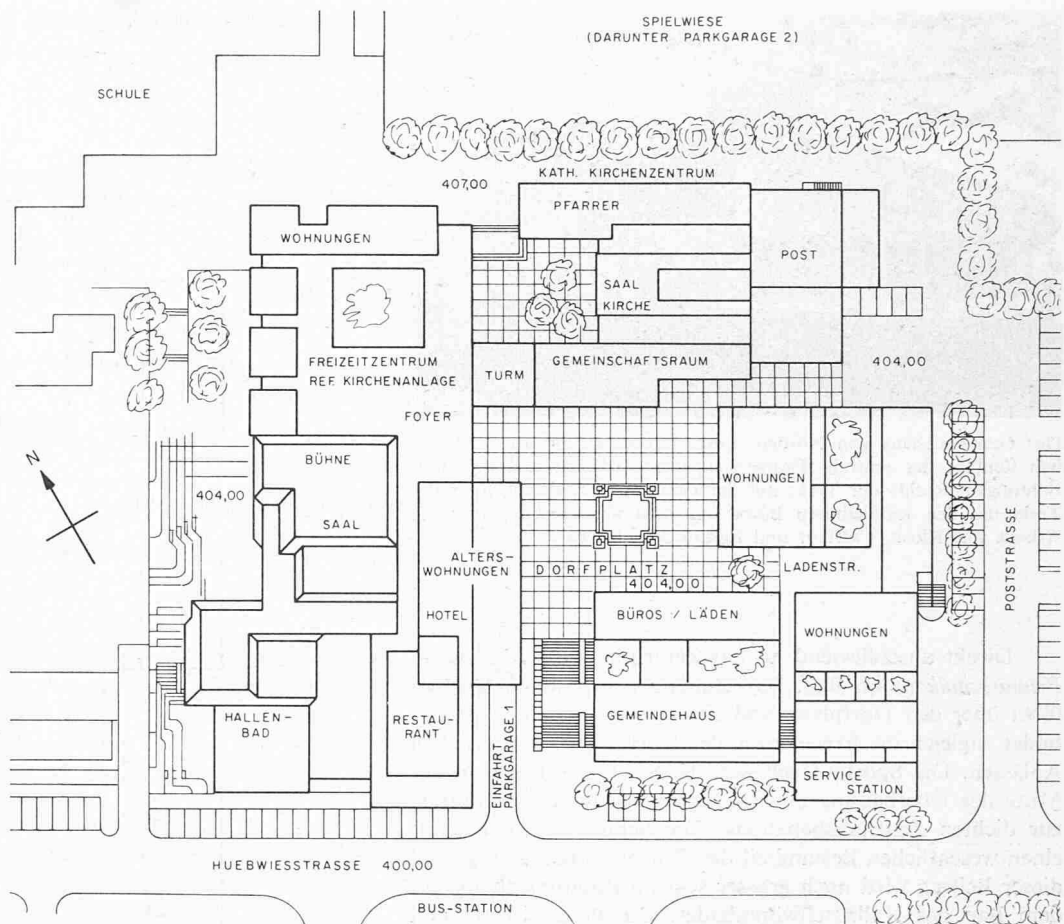 SPIELWIESE
(DARUNTER PARKGARAGE 2)
SCHULE
KATH. KIRCHENZENTRUM
407,00
PFARRER
WOHNUNGEN
POST
SAAL
KIRCHE
FREIZEITZENTRUM
REF. KIRCHENANLAGE
GEMEINSCHAFTSRAUM
TURM
404,00
FOYER
BÜHNE
WOHNUNGEN
N
404,00
SAAL
ALTERS-
WOHNUNGEN
DORFPLATZ
404,00
LADENSTR.
POSTSTRASSE
HOTEL
BÜROS / LÄDEN
WOHNUNGEN
HALLEN-
BAD
RESTAU-
RANT
EINFAHRT
PARKGARAGE 1
GEMEINDEHAUS
SERVICE
STATION
HUEBWIESSTRASSE 400,00
BUS-STATION